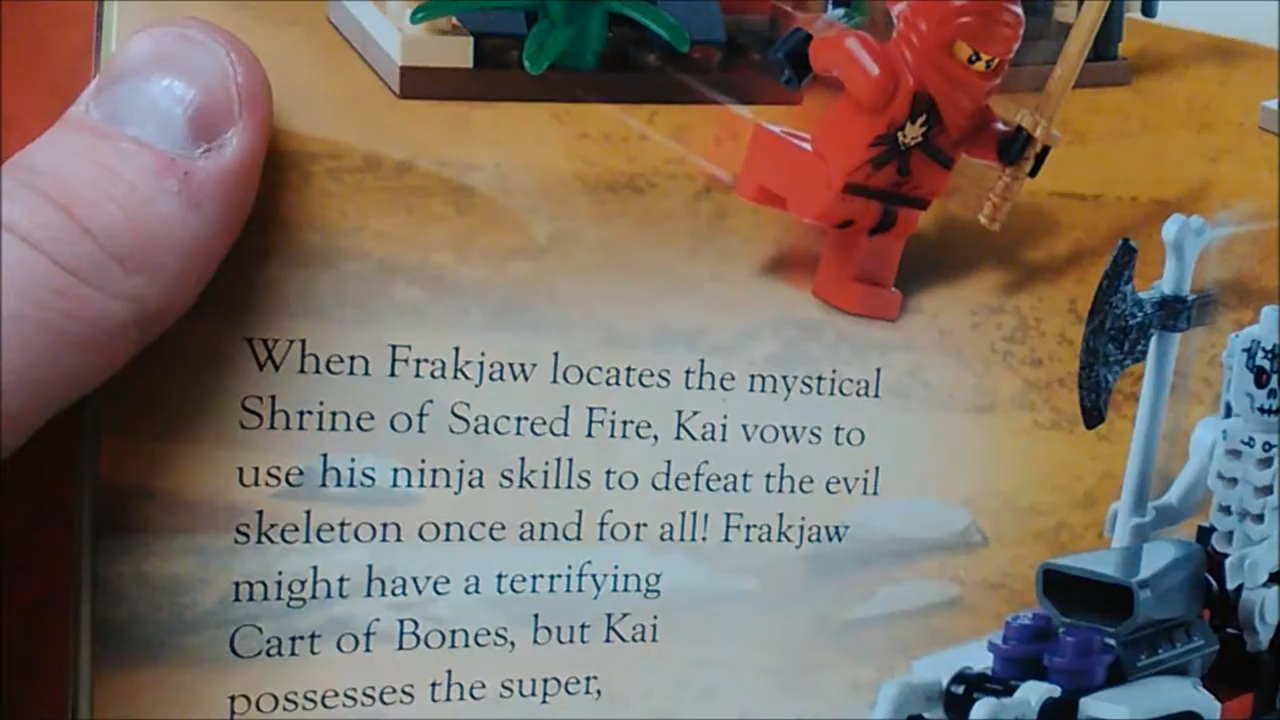 When Frakjaw locates the mystical
Shrine of Sacred Fire, Kai vows to
use his ninja skills to defeat the evil
skeleton once and for all! Frakjaw
might have a terrifying
Cart of Bones, but Kai
possesses the super,